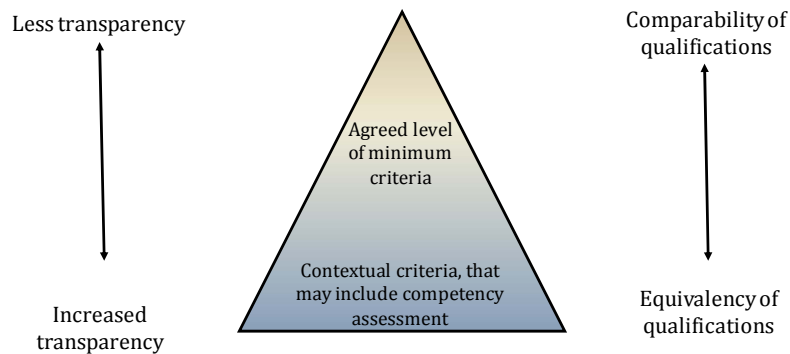 Less transparency
Comparability of
qualifications
Agreed level
of minimum
criteria
Contextual criteria, that
may include competency
assessment
Increased
transparency
Equivalency of
qualifications